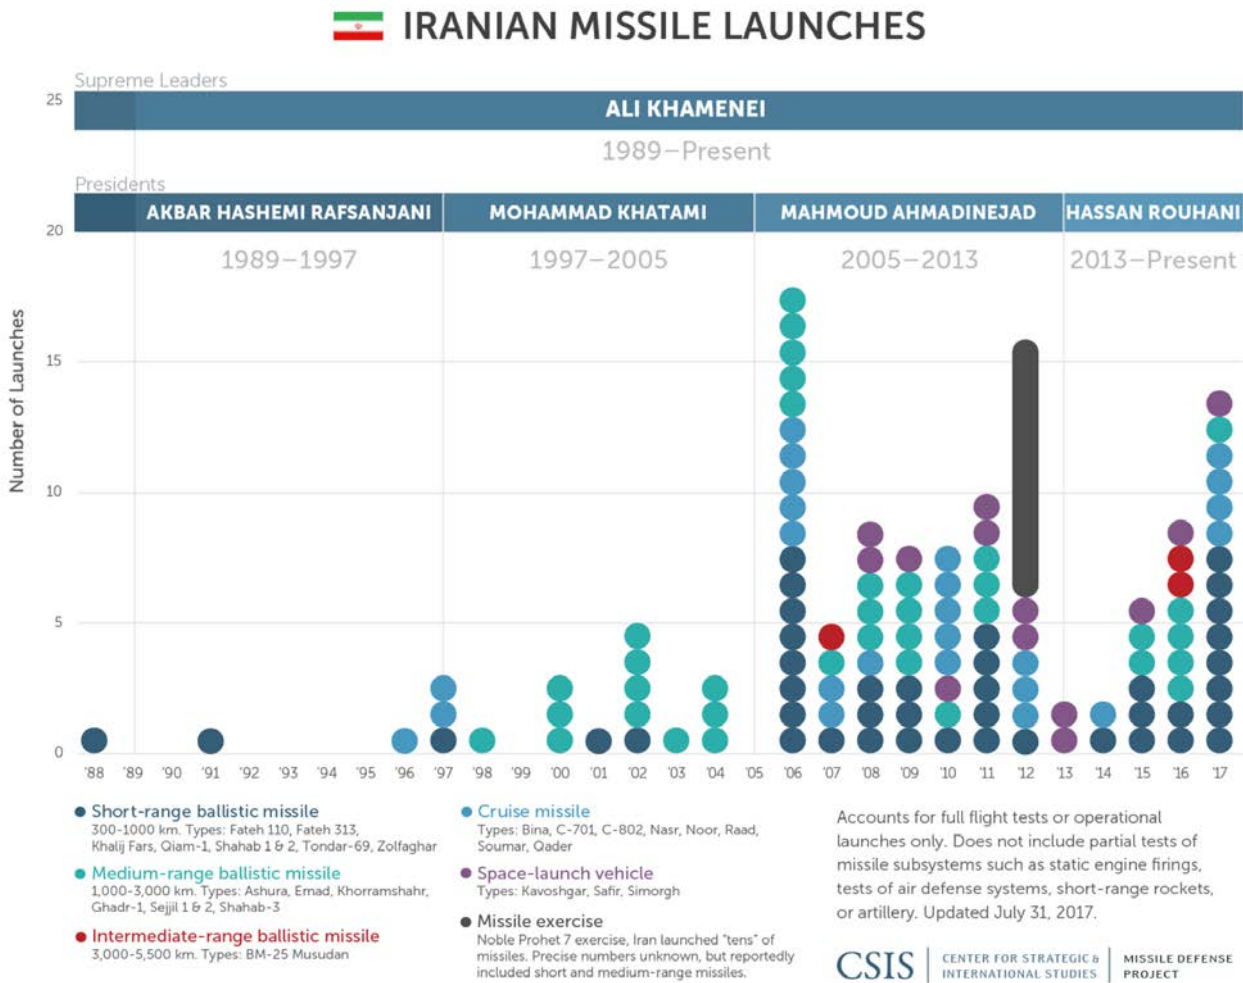 IRANIAN MISSILE LAUNCHES
Supreme Leaders
25
ALI KHAMENEI
1989–Present
Presidents
AKBAR HASHEMI RAFSANJANI
MOHAMMAD KHATAMI
MAHMOUD AHMADINEJAD
HASSAN ROUHANI
20
1989–1997
1997–2005
2005–2013
2013–Present
Number of Launches
15
10
5
0
'88 '89 '90 '91 '92 '93 '94 '95 '96 '97 '98 '99 '00 '01 '02 '03 '04 '05 '06 '07 '08 '09 '10 '11 '12 '13 '14 '15 '16 '17
Short-range ballistic missile
300-1000 km. Types: Fateh 110, Fateh 313,
Khalij Fars, Qiam-1, Shahab 1 & 2, Tondar-69, Zolfaghar
Medium-range ballistic missile
1,000-3,000 km. Types: Ashura, Emad, Khorramshahr,
Ghadr-1, Sejjil 1 & 2, Shahab-3
Intermediate-range ballistic missile
3,000-5,500 km. Types: BM-25 Musudan
Cruise missile
Types: Bina, C-701, C-802, Nasr, Noor, Raad,
Soumar, Qader
Space-launch vehicle
Types: Kavoshgar, Safir, Simorgh
Missile exercise
Noble Prohet 7 exercise, Iran launched "tens" of
missiles. Precise numbers unknown, but reportedly
included short and medium-range missiles.
Accounts for full flight tests or operational
launches only. Does not include partial tests of
missile subsystems such as static engine firings,
tests of air defense systems, short-range rockets,
or artillery. Updated July 31, 2017.
CSIS
CENTER FOR STRATEGIC &
INTERNATIONAL STUDIES
MISSILE DEFENSE
PROJECT